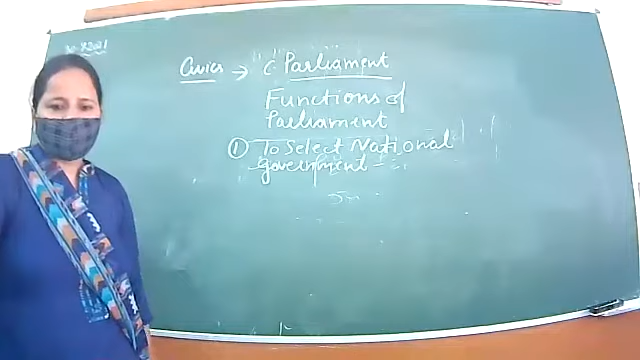 Civics → Parliament
Functions of
Parliament
① To Select National
government -